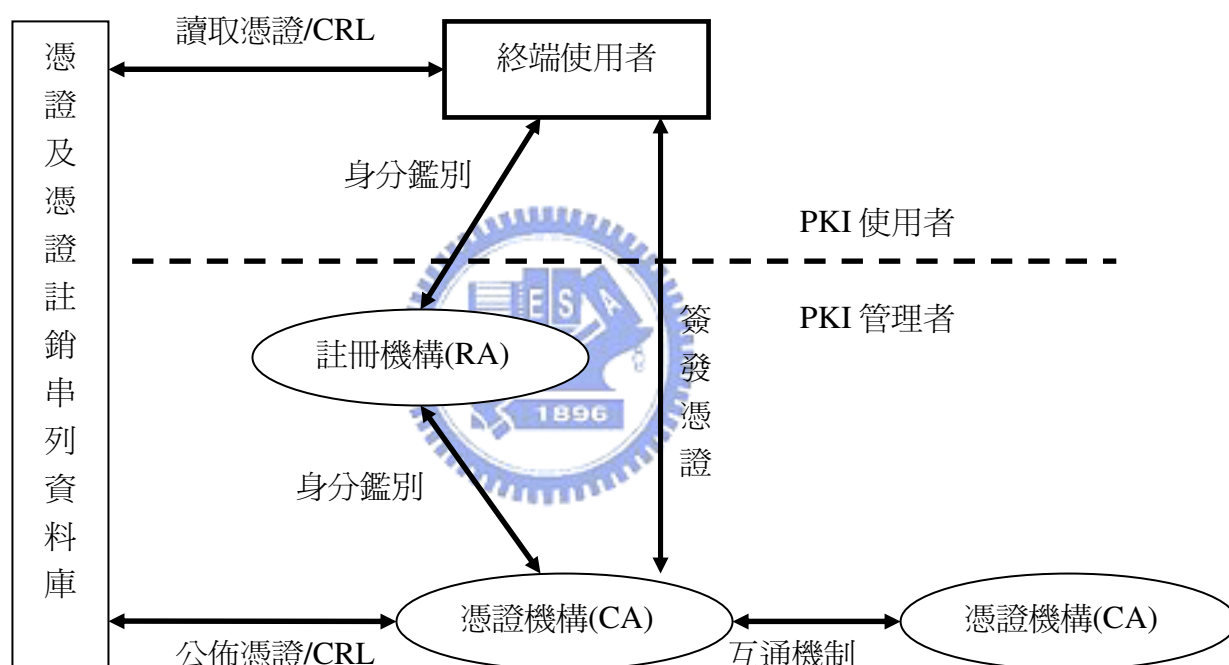 憑證及憑證註銷串列資料庫
讀取憑證/CRL
終端使用者
身分鑑別
PKI 使用者
PKI 管理者
ESA
註冊機構(RA)
簽發憑證
1896
身分鑑別
憑證機構(CA)
憑證機構(CA)
公佈憑證/CRL
互通機制